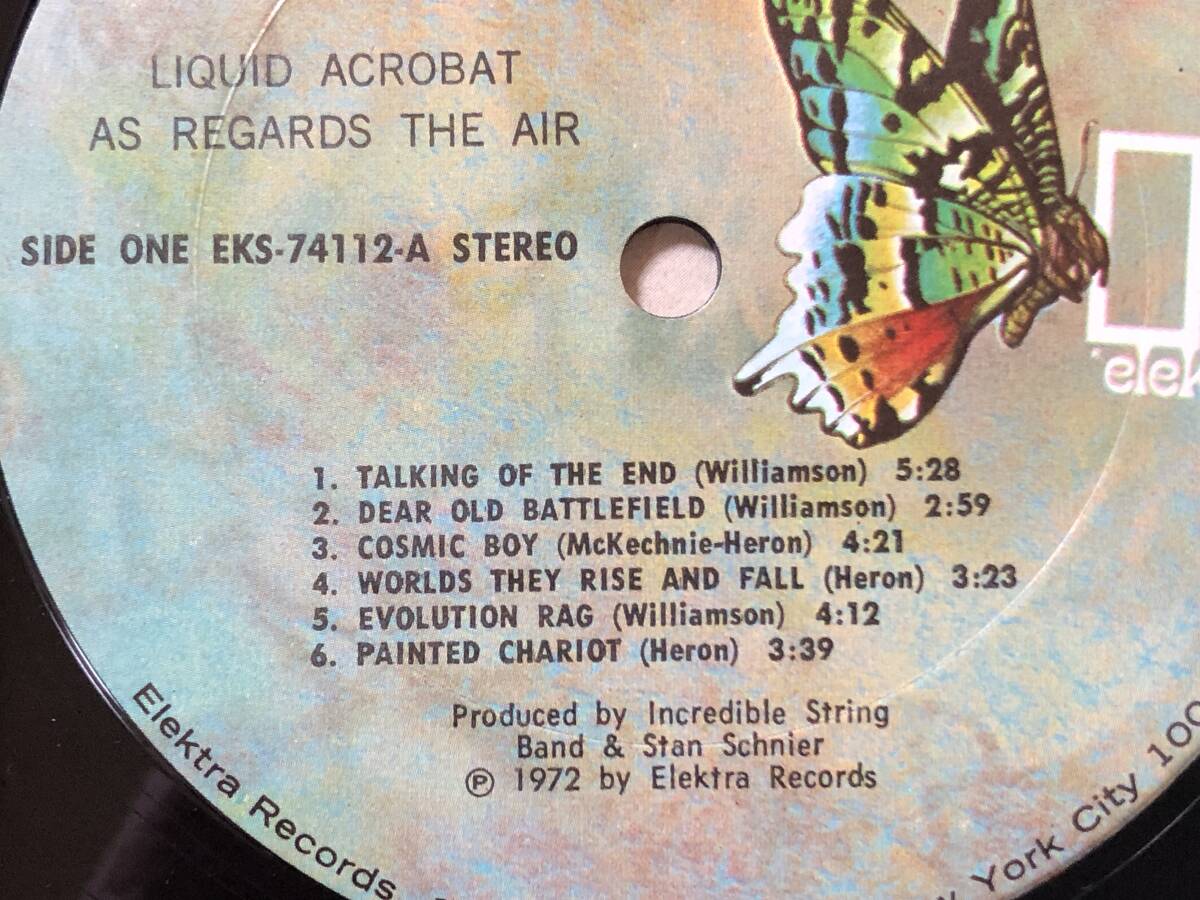 LIQUID ACROBAT
AS REGARDS THE AIR
SIDE ONE EKS-74112-A STEREO
1. TALKING OF THE END (Williamson) 5:28
2. DEAR OLD BATTLEFIELD (Williamson) 2:59
3. COSMIC BOY (McKechnie-Heron) 4:21
4. WORLDS THEY RISE AND FALL (Heron) 3:23
5. EVOLUTION RAG (Williamson) 4:12
6. PAINTED CHARIOT (Heron) 3:39
Produced by Incredible String
Band & Stan Schnier
℗ 1972 by Elektra Records
Elektra Records
York City